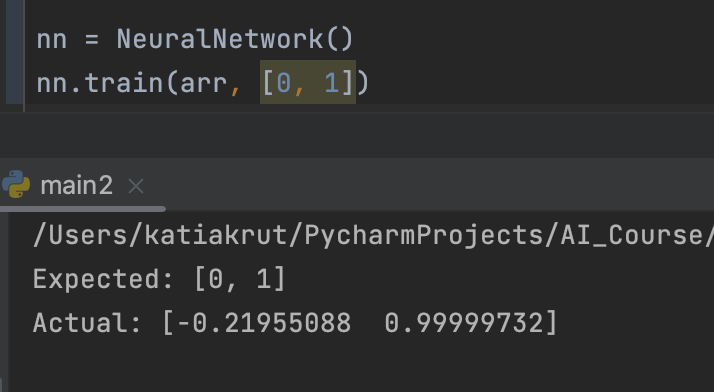 nn = NeuralNetwork()
nn.train(arr, [0, 1])
main2
/Users/katiakrut/PycharmProjects/AI_Course/
Expected: [0, 1]
Actual: [-0.21955088  0.99999732]